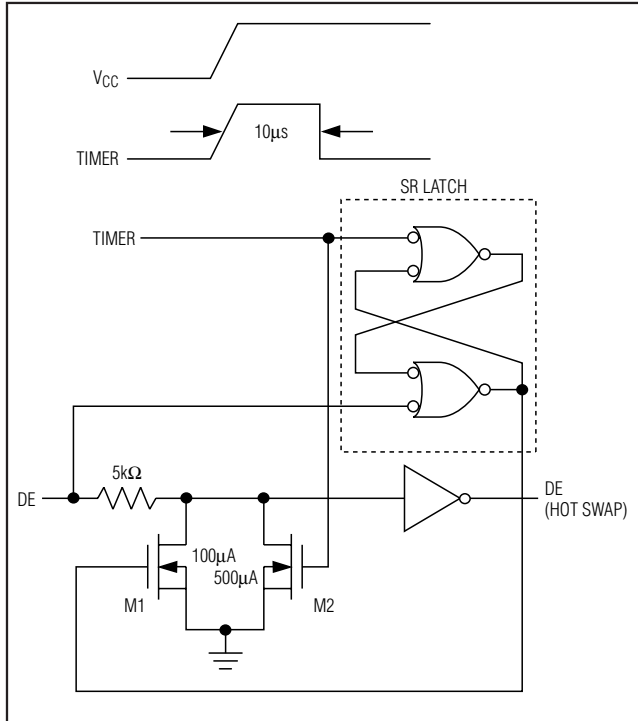 VCC
10µs
TIMER
SR LATCH
TIMER
5kΩ
DE
DE
(HOT SWAP)
100µA
500µA
M1
M2